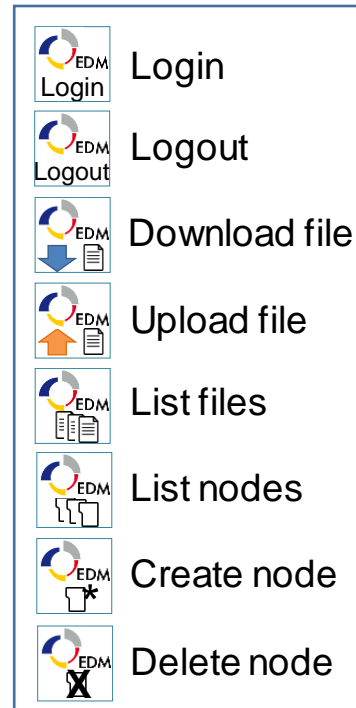 EDM
Login
Login
EDM
Logout
Logout
EDM
Download file
EDM
Upload file
EDM
List files
EDM
List nodes
EDM
*
Create node
EDM
X
Delete node